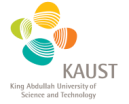 KAUST
King Abdullah University of
Science and Technology